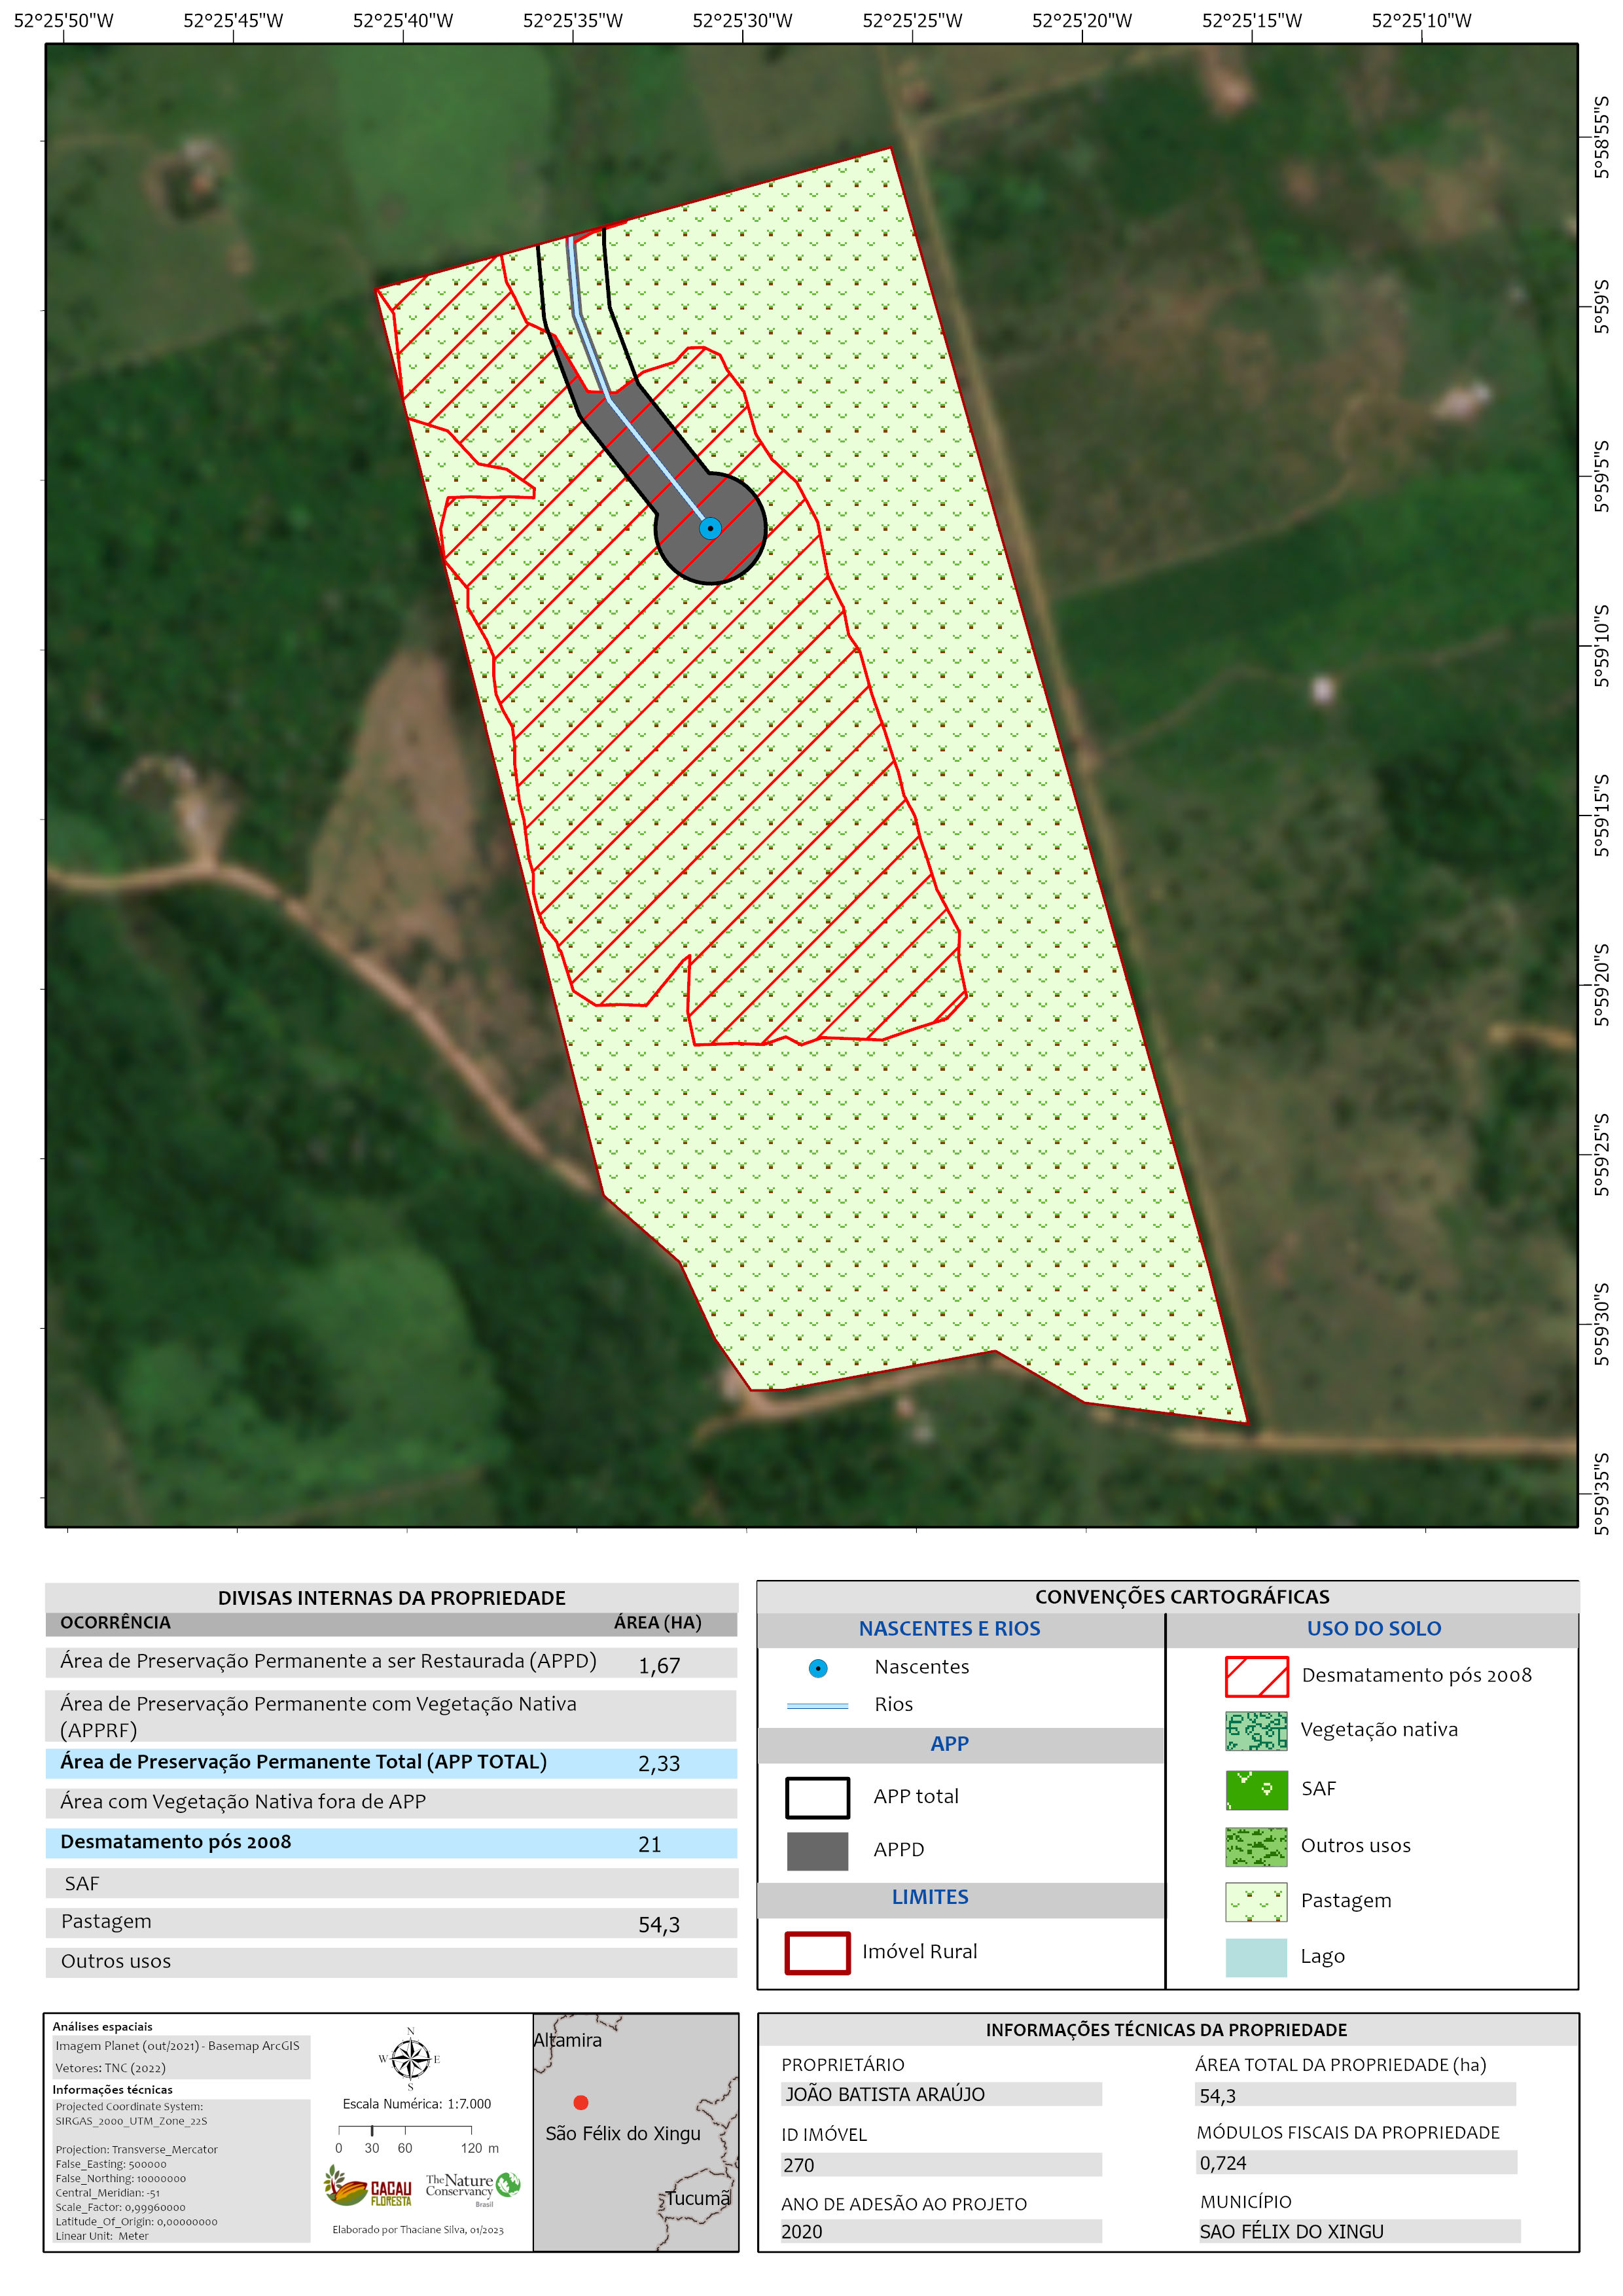 52°25'50"W 52°25'45"W 52°25'40"W 52°25'35"W 52°25'30"W 52°25'25"W 52°25'20"W 52°25'15"W 52°25'10"W
5°58'55"S
5°59'S
5°59'5"S
5°59'10"S
5°59'15"S
5°59'20"S
5°59'25"S
5°59'30"S
5°59'35"S
DIVISAS INTERNAS DA PROPRIEDADE
OCORRÊNCIA ÁREA (HA)
Área de Preservação Permanente a ser Restaurada (APPD) 1,67
Área de Preservação Permanente com Vegetação Nativa
(APPRF)
Área de Preservação Permanente Total (APP TOTAL) 2,33
Área com Vegetação Nativa fora de APP
Desmatamento pós 2008 21
SAF
Pastagem 54,3
Outros usos
CONVENÇÕES CARTOGRÁFICAS
NASCENTES E RIOS
Nascentes
Rios
APP
APP total
APPD
LIMITES
Imóvel Rural
USO DO SOLO
Desmatamento pós 2008
Vegetação nativa
SAF
Outros usos
Pastagem
Lago
Análises espaciais
Imagem Planet (out/2021) - Basemap ArcGIS
Vetores: TNC (2022)
Informações técnicas
Projected Coordinate System:
SIRGAS_2000_UTM_Zone_22S
Projection: Transverse_Mercator
False_Easting: 500000
False_Northing: 10000000
Central_Meridian: -51
Scale_Factor: 0,99960000
Latitude_Of_Origin: 0,00000000
Linear Unit: Meter
N
W E
S
Escala Numérica: 1:7.000
0 30 60 120 m
CACAU
FLORESTA
The Nature
Conservancy
Brasil
Elaborado por Thaciane Silva, 01/2023
Altamira
São Félix do Xingu
Tucumã
INFORMAÇÕES TÉCNICAS DA PROPRIEDADE
PROPRIETÁRIO
JOÃO BATISTA ARAÚJO
ID IMÓVEL
270
ANO DE ADESÃO AO PROJETO
2020
ÁREA TOTAL DA PROPRIEDADE (ha)
54,3
MÓDULOS FISCAIS DA PROPRIEDADE
0,724
MUNICÍPIO
SAO FÉLIX DO XINGU